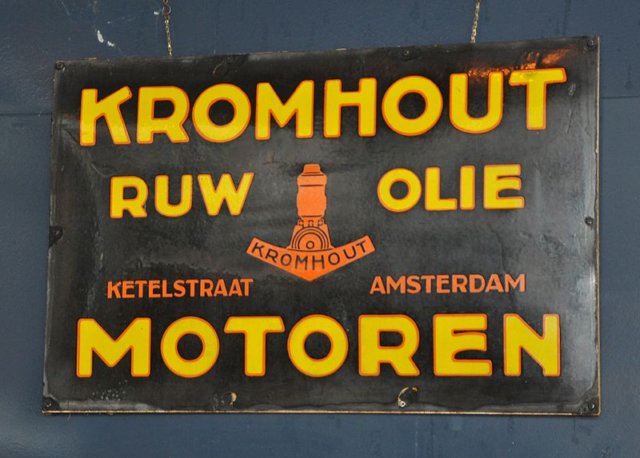 KROMHOUT
RUW OLIE
KROMHOUT
KETELSTRAAT AMSTERDAM
MOTOREN